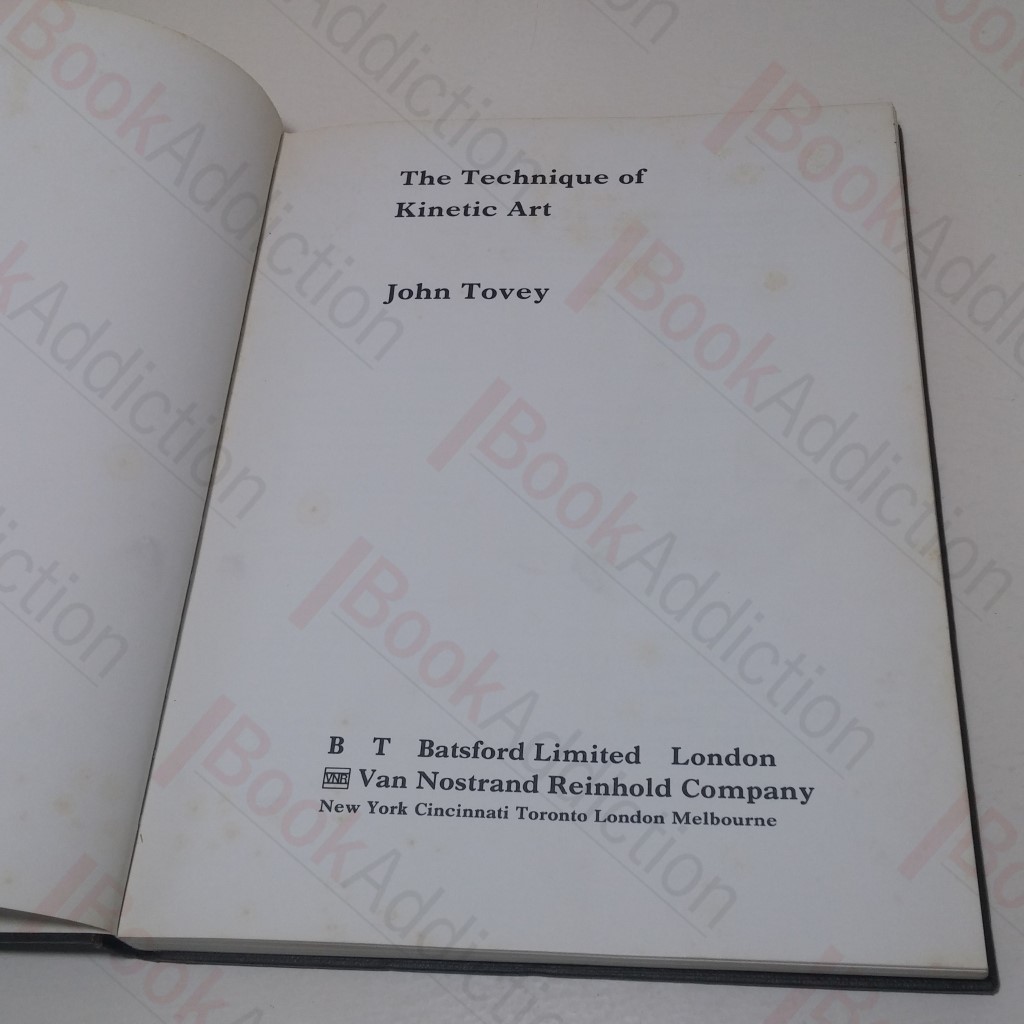 The Technique of
Kinetic Art
John Tovey
B T Batsford Limited London
VNR Van Nostrand Reinhold Company
New York Cincinnati Toronto London Melbourne
BookAddiction